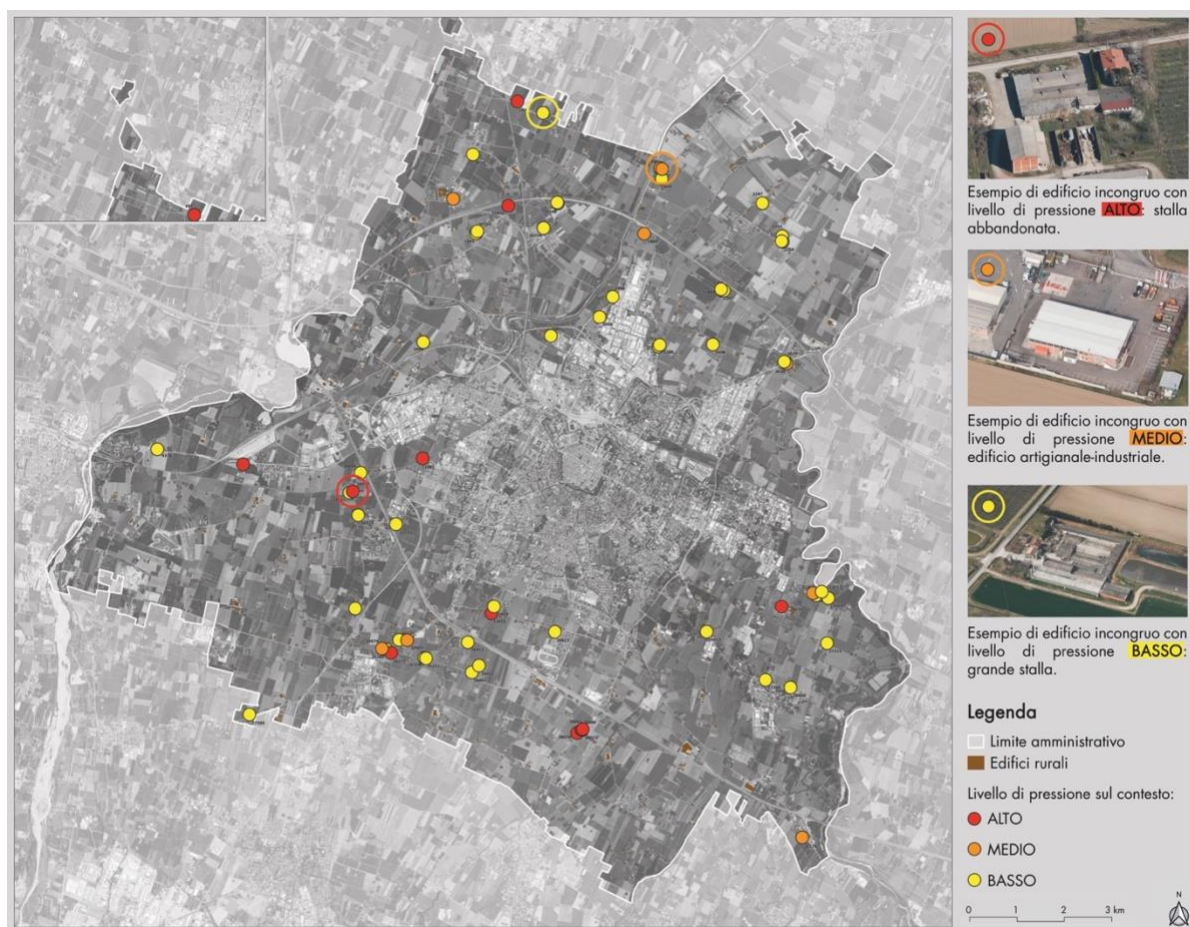 Esempio di edificio incongruo con
livello di pressione ALTO: stalla
abbandonata.
Esempio di edificio incongruo con
livello di pressione MEDIO:
edificio artigianale-industriale.
Esempio di edificio incongruo con
livello di pressione BASSO:
grande stalla.
Legenda
Limite amministrativo
Edifici rurali
Livello di pressione sul contesto:
ALTO
MEDIO
BASSO
0 1 2 3 km
N